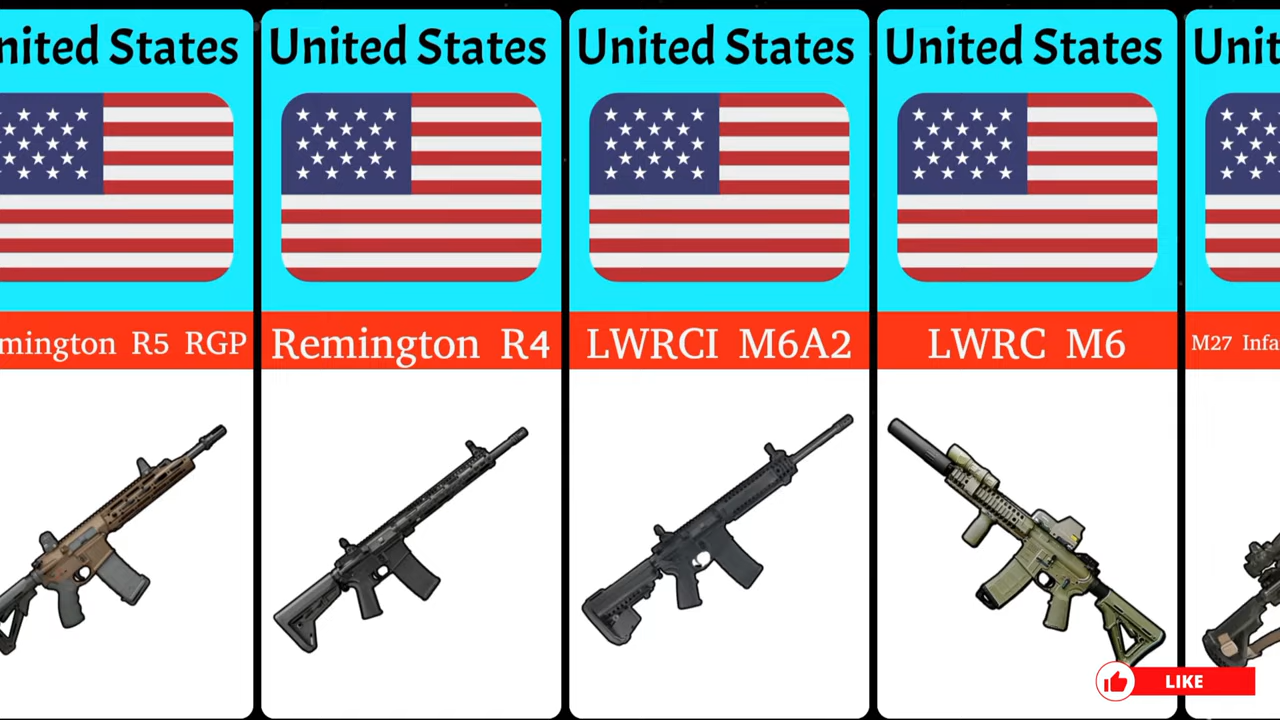 nited States
United States
United States
United States
Unit
mington R5 RGP
Remington R4
LWRCI M6A2
LWRC M6
M27 Infa
LIKE